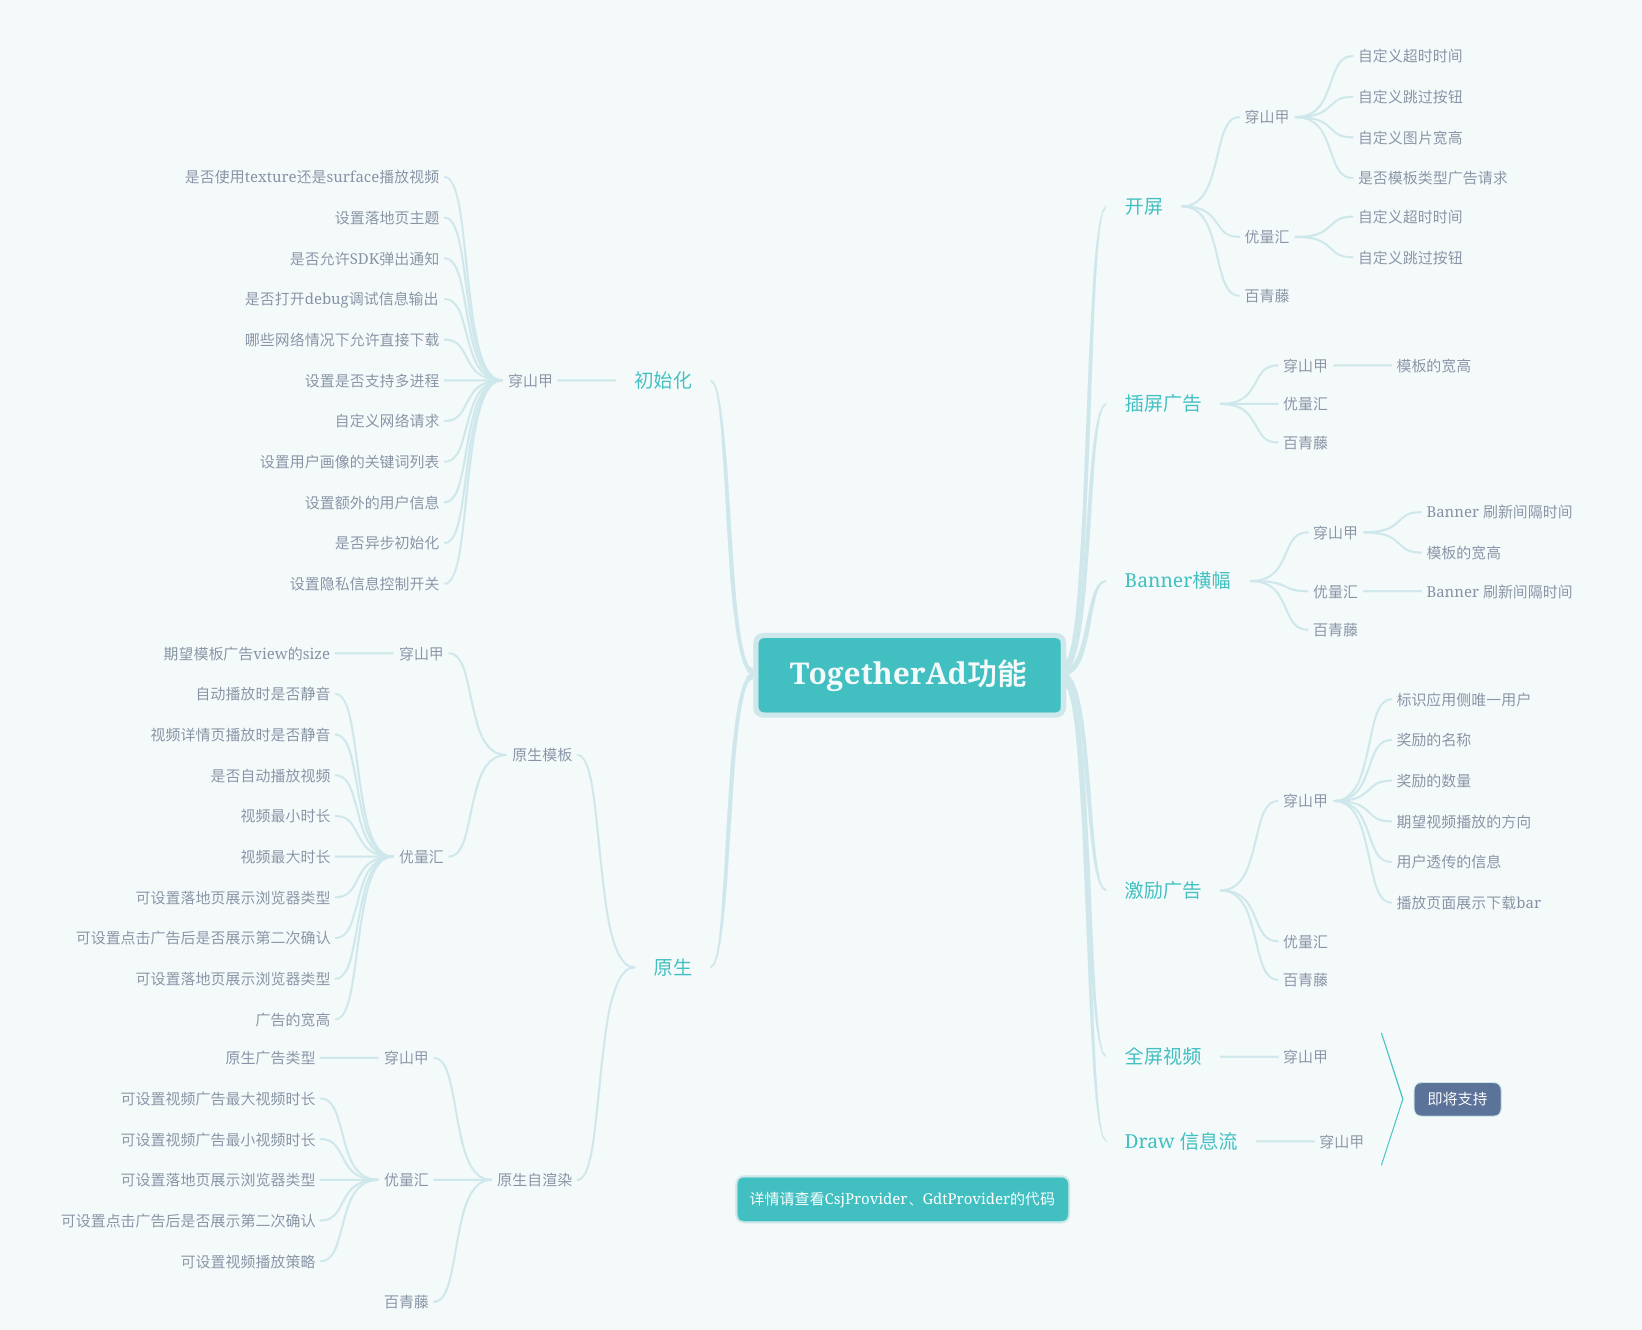 TogetherAd功能
初始化
穿山甲
是否使用texture还是surface播放视频
设置落地页主题
是否允许SDK弹出通知
是否打开debug调试信息输出
哪些网络情况下允许直接下载
设置是否支持多进程
自定义网络请求
设置用户画像的关键词列表
设置额外的用户信息
是否异步初始化
设置隐私信息控制开关
原生
原生模板
穿山甲
期望模板广告view的size
优量汇
自动播放时是否静音
视频详情页播放时是否静音
是否自动播放视频
视频最小时长
视频最大时长
可设置落地页展示浏览器类型
可设置点击广告后是否展示第二次确认
可设置落地页展示浏览器类型
广告的宽高
原生自渲染
穿山甲
原生广告类型
优量汇
可设置视频广告最大视频时长
可设置视频广告最小视频时长
可设置落地页展示浏览器类型
可设置点击广告后是否展示第二次确认
可设置视频播放策略
百青藤
开屏
穿山甲
自定义超时时间
自定义跳过按钮
自定义图片宽高
是否模板类型广告请求
优量汇
自定义超时时间
自定义跳过按钮
百青藤
插屏广告
穿山甲
模板的宽高
优量汇
百青藤
Banner横幅
穿山甲
Banner 刷新间隔时间
模板的宽高
优量汇
Banner 刷新间隔时间
百青藤
激励广告
穿山甲
标识应用侧唯一用户
奖励的名称
奖励的数量
期望视频播放的方向
用户透传的信息
播放页面展示下载bar
优量汇
百青藤
全屏视频
穿山甲
Draw 信息流
穿山甲
即将支持
详情请查看CsjProvider、GdtProvider的代码